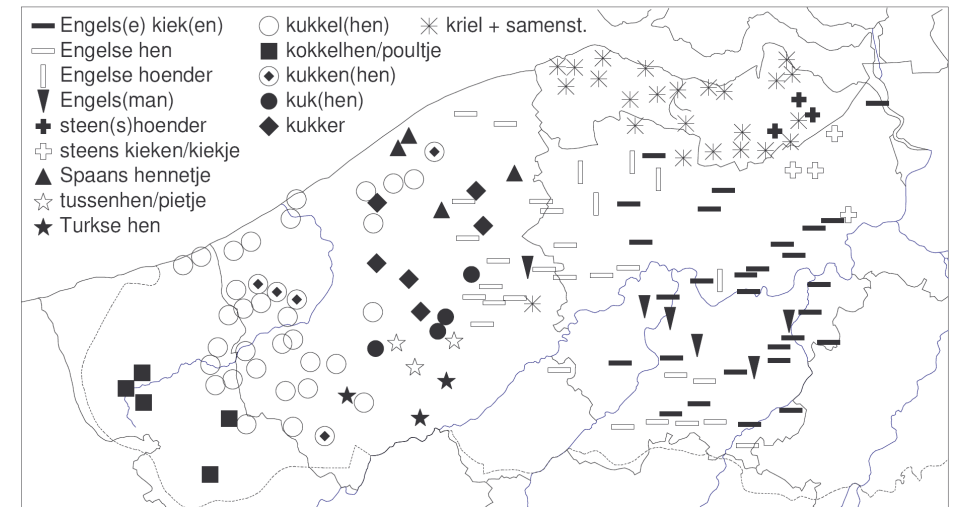 Engels(e) kiek(en)
Engelse hen
Engelse hoender
Engels(man)
steen(s)hoender
steens kieken/kiekje
Spaans hennetje
tussenhen/pietje
Turkse hen
kukkel(hen)
kokkelhen/poultje
kukken(hen)
kuk(hen)
kukker
kriel + samenst.